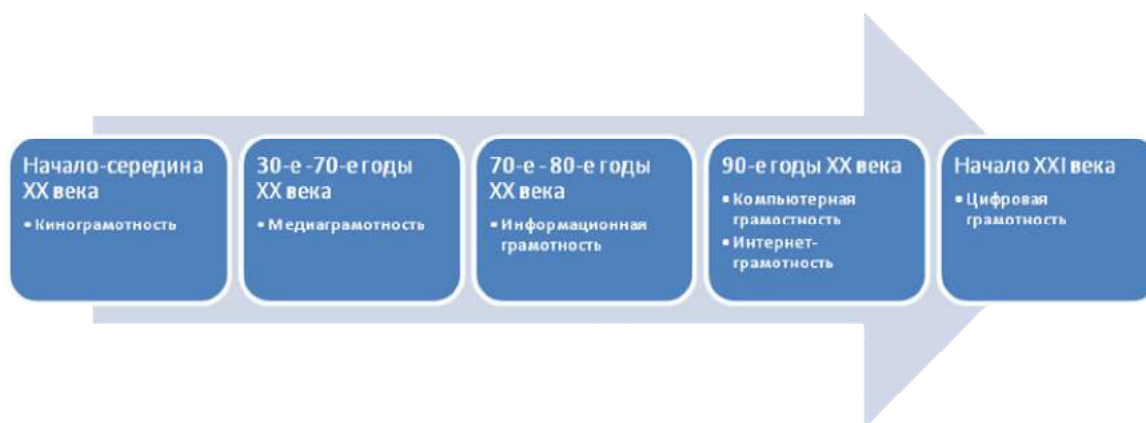 Начало-середина
XX века
• Кинограмотность
30-е -70-е годы
XX века
• Медиаграмотность
70-е - 80-е годы
XX века
• Информационная
грамотность
90-е годы XX века
• Компьютерная
грамостность
• Интернет-
грамотность
Начало XXI века
• Цифровая
грамотность